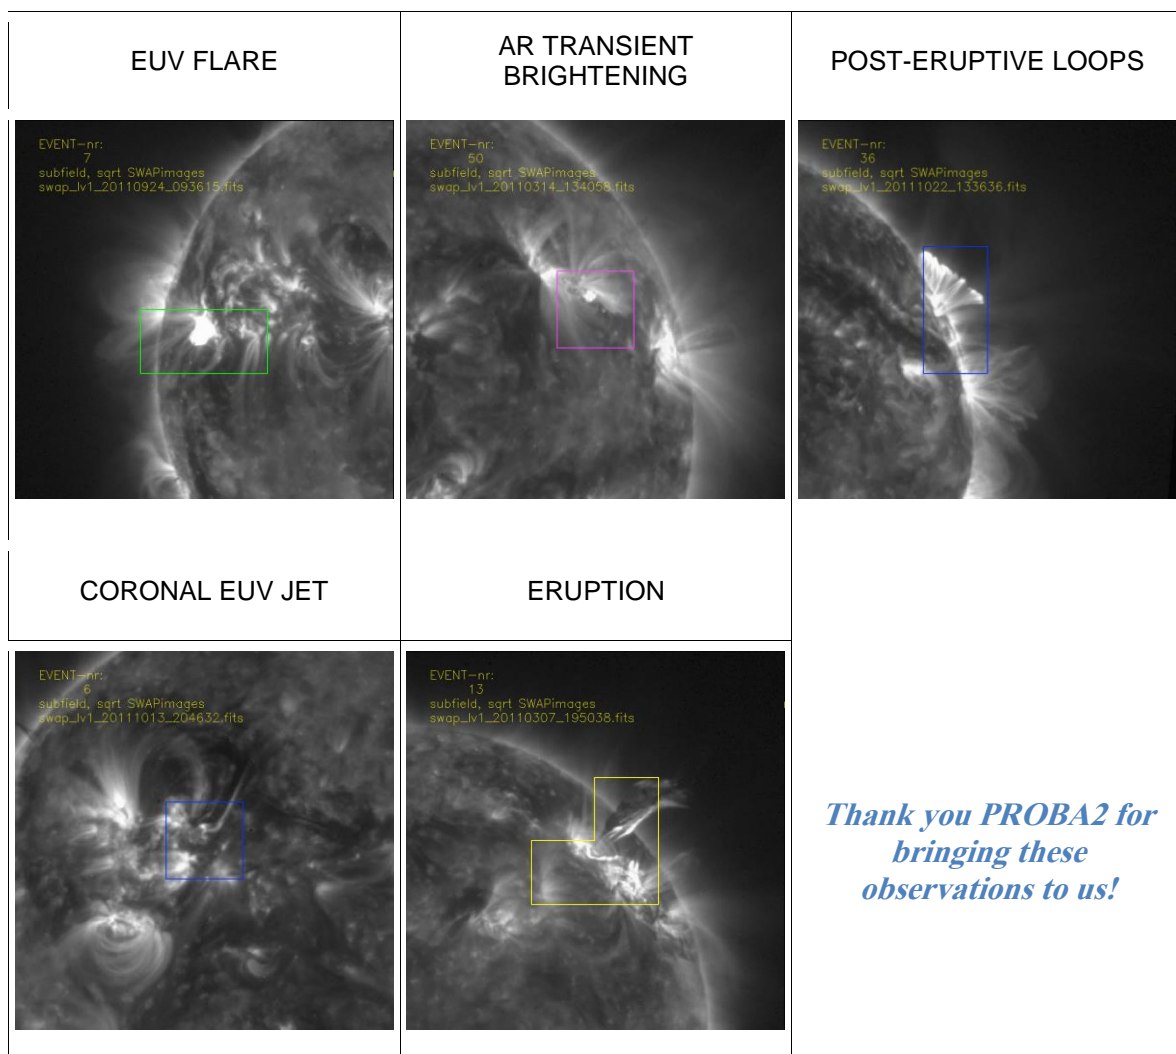 EUV FLARE
AR TRANSIENT
BRIGHTENING
POST-ERUPTIVE LOOPS
EVENT-nr:
7
subfield, sqrt SWAPimages
swap_lv1_20110924_093615.fits
EVENT-nr:
50
subfield, sqrt SWAPimages
swap_lv1_20110314_134058.fits
EVENT-nr:
36
subfield, sqrt SWAPimages
swap_lv1_20111022_133636.fits
CORONAL EUV JET
ERUPTION
EVENT-nr:
6
subfield, sqrt SWAPimages
swap_lv1_20111013_204632.fits
EVENT-nr:
13
subfield, sqrt SWAPimages
swap_lv1_20110307_195038.fits
Thank you PROBA2 for
bringing these
observations to us!